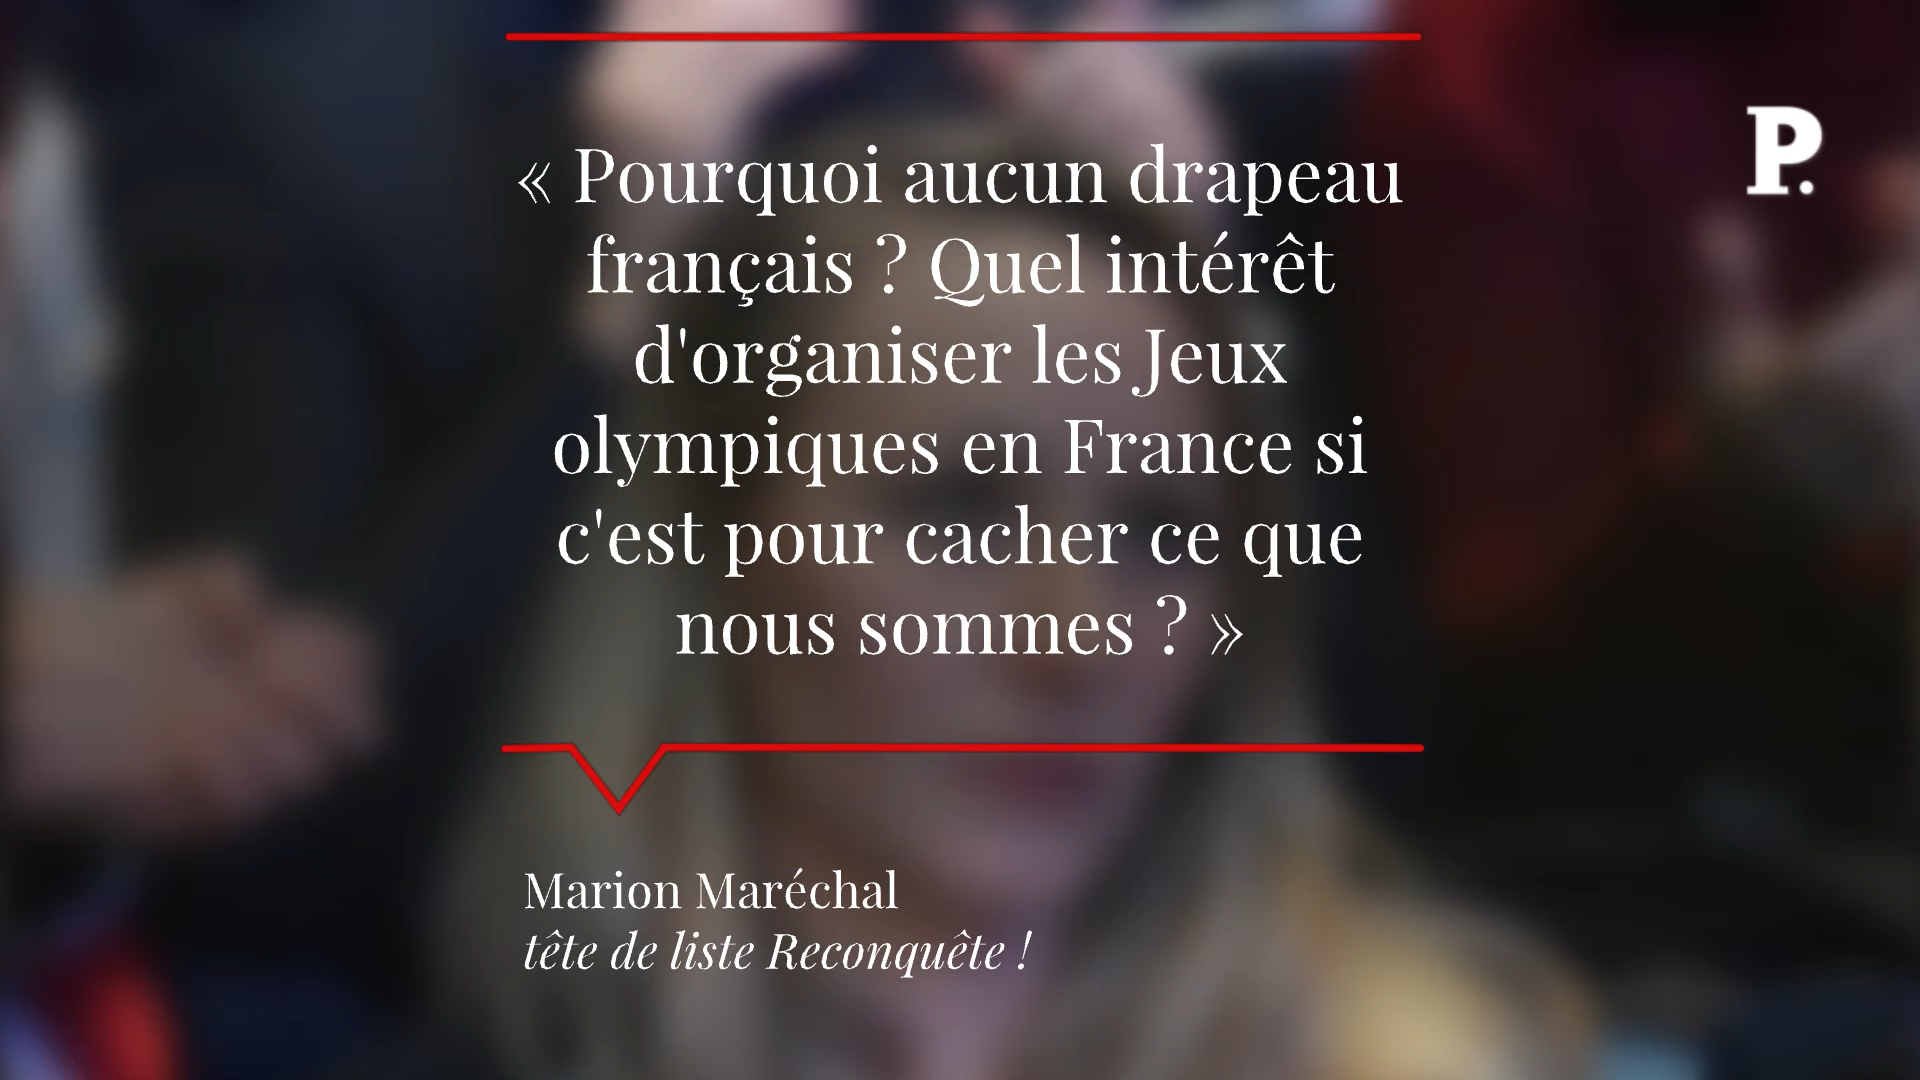 P.
« Pourquoi aucun drapeau
français ? Quel intérêt
d'organiser les Jeux
olympiques en France si
c'est pour cacher ce que
nous sommes ? »
Marion Maréchal
tête de liste Reconquête !